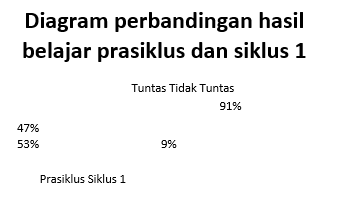 Diagram perbandingan hasil
belajar prasiklus dan siklus 1
Tuntas Tidak Tuntas
91%
47%
53% 9%
Prasiklus Siklus 1